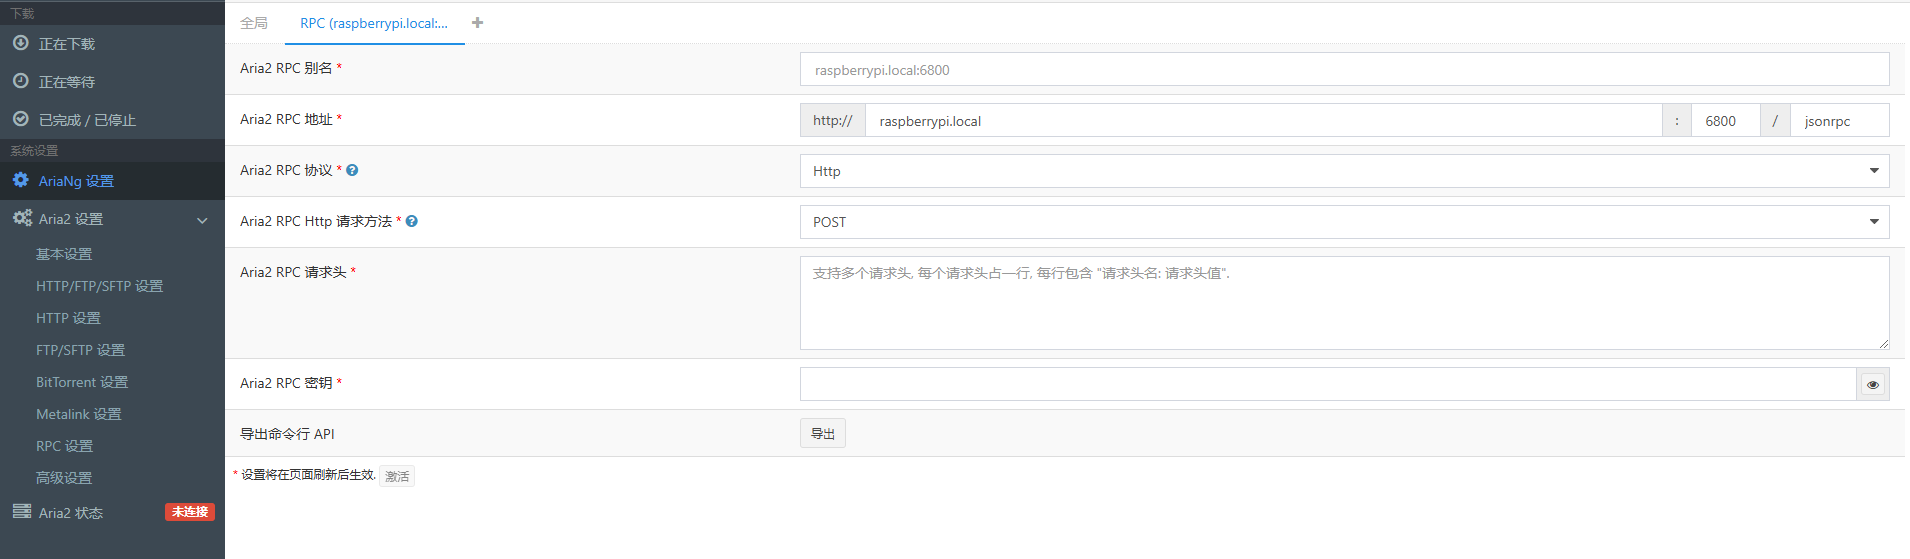 下载
正在下载
正在等待
已完成 / 已停止
系统设置
AriaNg 设置
Aria2 设置
基本设置
HTTP/FTP/SFTP 设置
HTTP 设置
FTP/SFTP 设置
BitTorrent 设置
Metalink 设置
RPC 设置
高级设置
Aria2 状态 未连接
全局 RPC (raspberrypi.local:...
Aria2 RPC 别名 * raspberrypi.local:6800
Aria2 RPC 地址 * http:// raspberrypi.local : 6800 / jsonrpc
Aria2 RPC 协议 * Http
Aria2 RPC Http 请求方法 * POST
Aria2 RPC 请求头 * 支持多个请求头, 每个请求头占一行, 每行包含 "请求头名: 请求头值".
Aria2 RPC 密钥 *
导出命令行 API 导出
* 设置将在页面刷新后生效. 激活